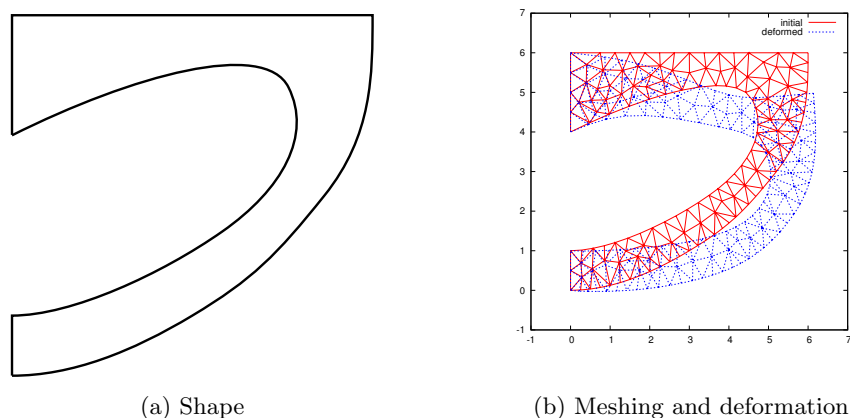 initial
deformed
7
6
5
4
3
2
1
0
-1
-1 0 1 2 3 4 5 6 7
(a) Shape
(b) Meshing and deformation